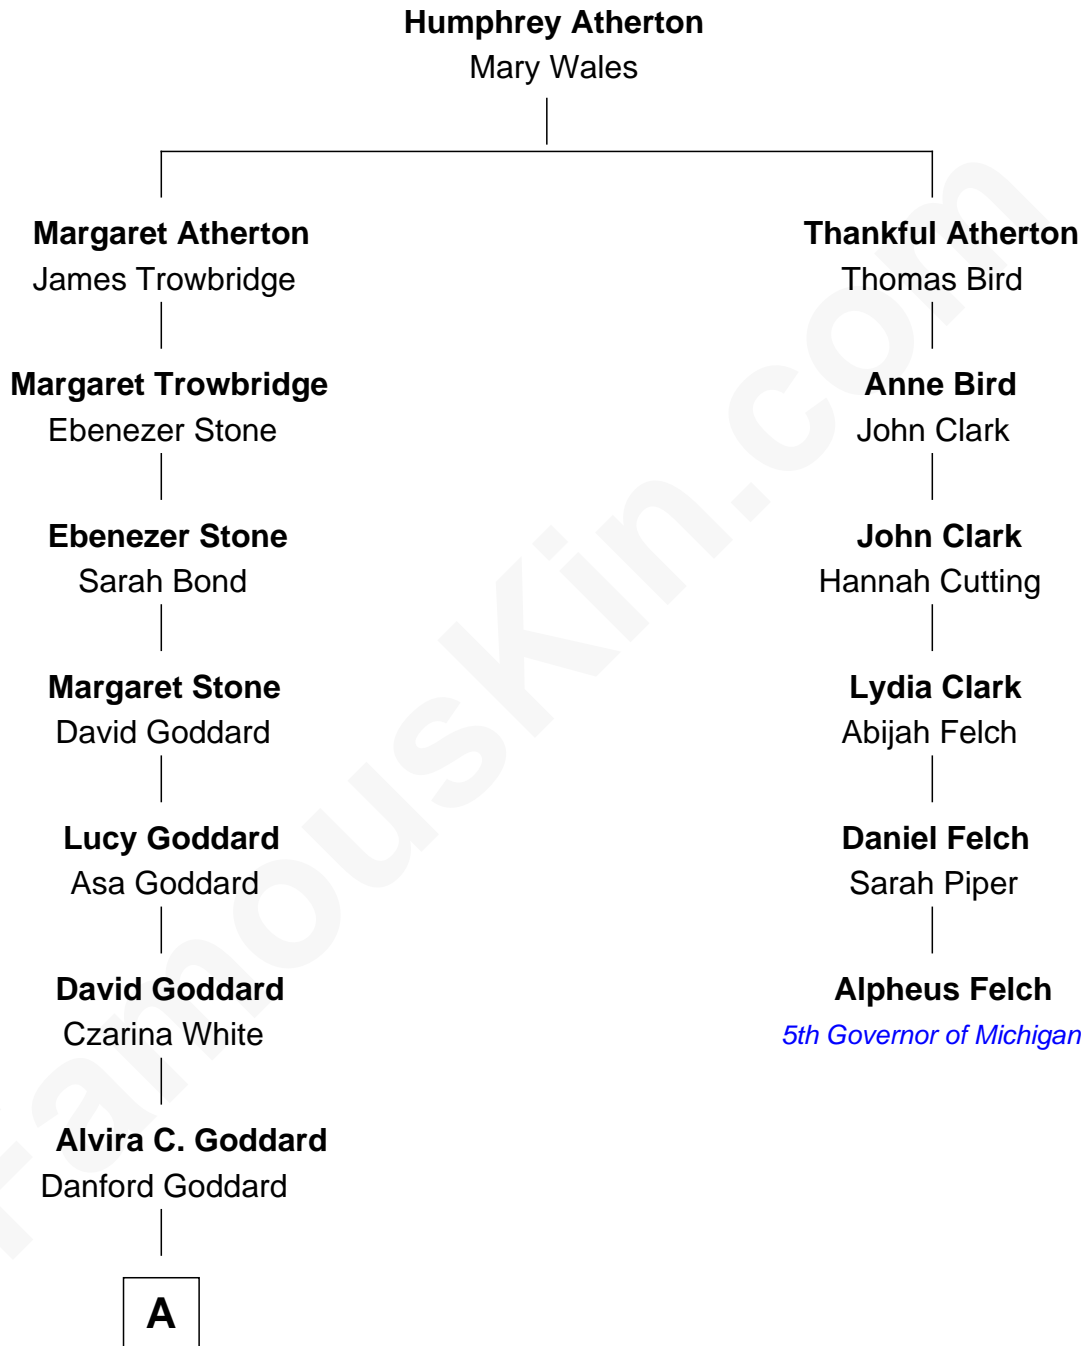 Humphrey Atherton
Mary Wales
Margaret Atherton
James Trowbridge
Thankful Atherton
Thomas Bird
Margaret Trowbridge
Ebenezer Stone
Anne Bird
John Clark
Ebenezer Stone
Sarah Bond
John Clark
Hannah Cutting
Margaret Stone
David Goddard
Lydia Clark
Abijah Felch
Lucy Goddard
Asa Goddard
Daniel Felch
Sarah Piper
David Goddard
Czarina White
Alpheus Felch
5th Governor of Michigan
Alvira C. Goddard
Danford Goddard
A
FamousKin.com